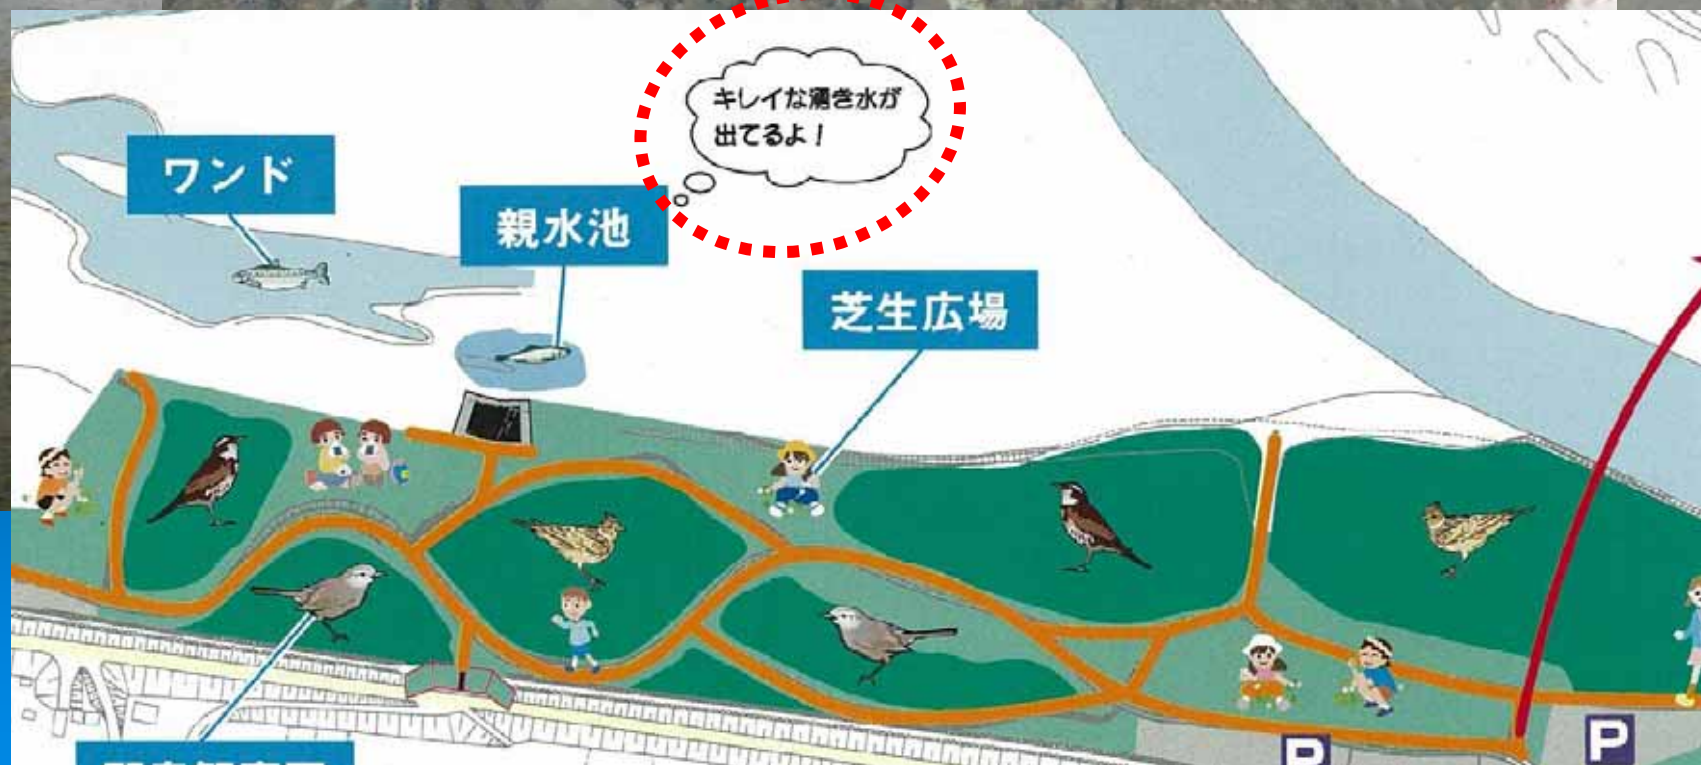 キレイな湧き水が
出てるよ！
ワンド
親水池
芝生広場
P
P